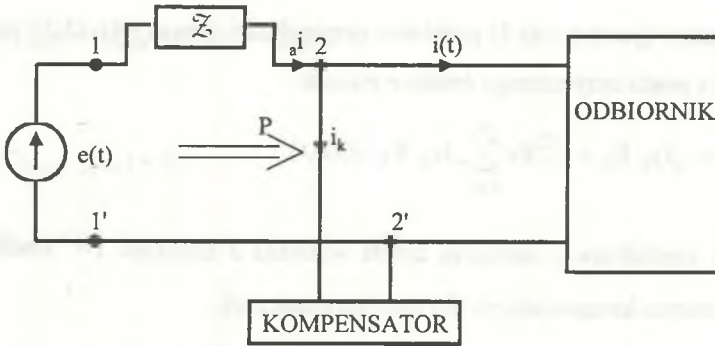 1
Z
ai
2
i(t)
ODBIORNIK
e(t)
P
ik
1'
2'
KOMPENSATOR